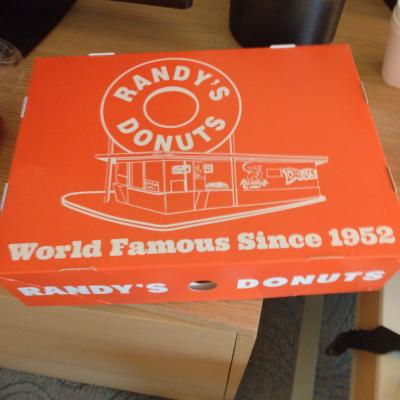 RANDY'S
DONUTS
World Famous Since 1952
RANDY'S DONUTS